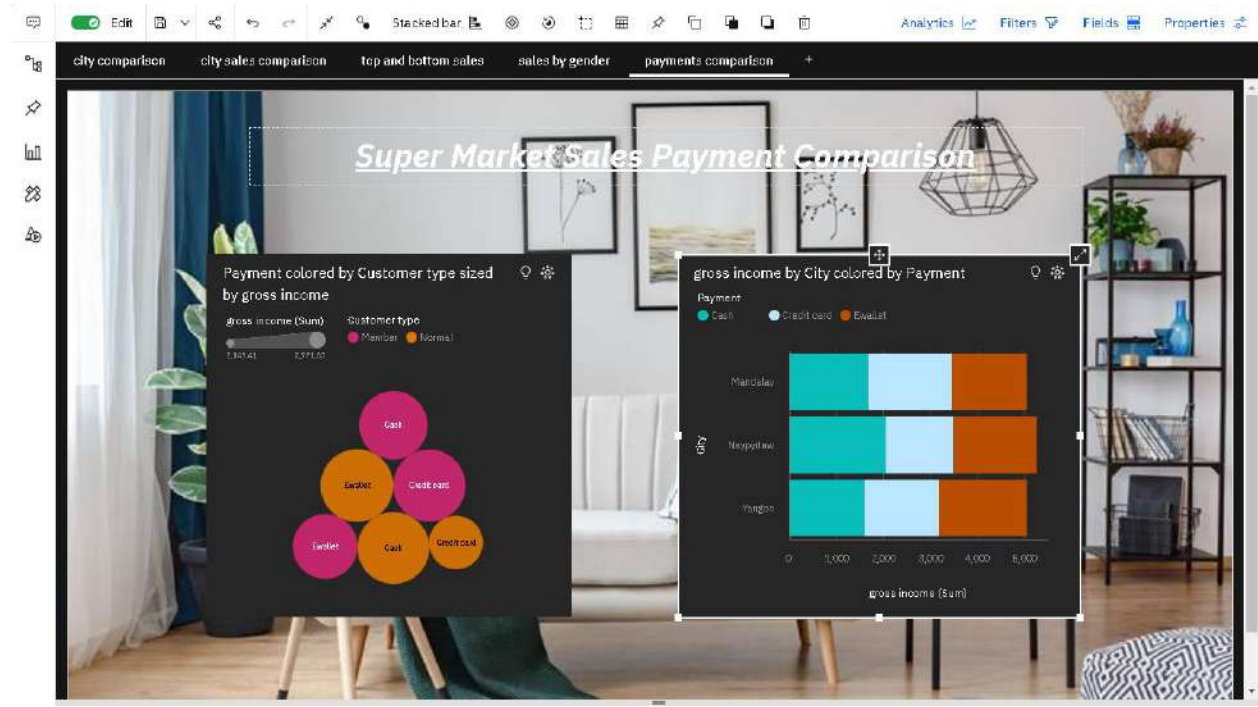 Edit
Stacked bar
Analytics
Filters
Fields
Properties
city comparison
city sales comparison
top and bottom sales
sales by gender
payments comparison
+
Super Market Sales Payment Comparison
Payment colored by Customer type sized
by gross income
gross income (Sum)
Customer type
Member
Normal
Cash
Ewallet
Credit card
Ewallet
Cash
Credit card
gross income by City colored by Payment
Payment
Cash
Credit card
Ewallet
City
Mandalay
Naypyitaw
Yangon
0
1,000
2,000
3,000
4,000
5,000
gross income (Sum)